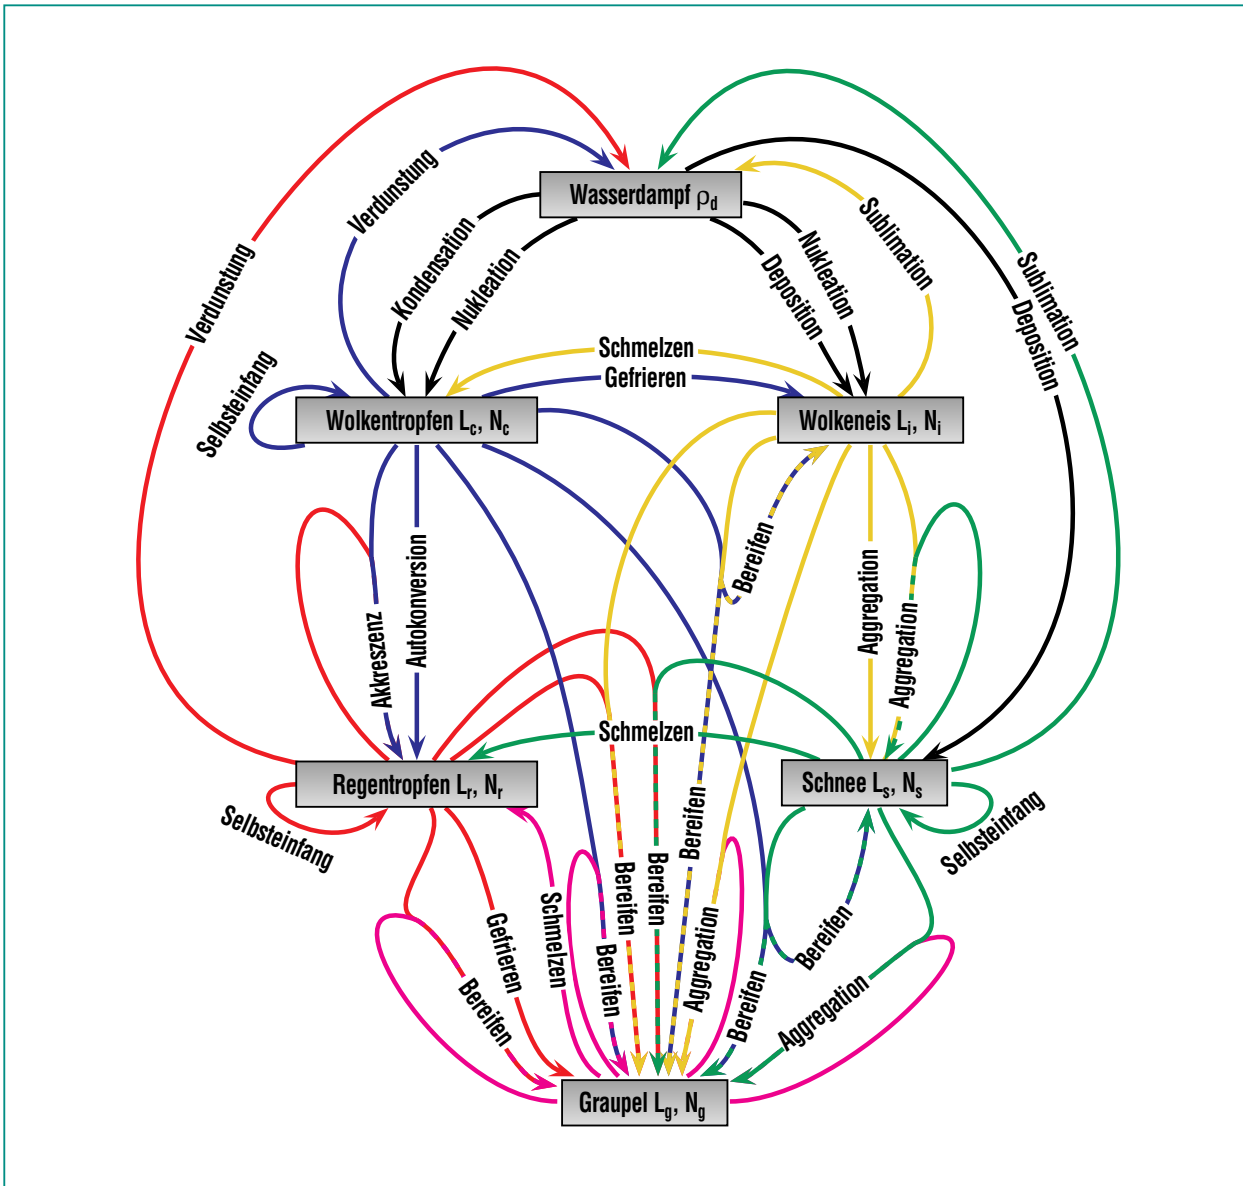 Wasserdampf ρd
Verdunstung
Verdunstung
Kondensation
Nukleation
Deposition
Nukleation
Sublimation
Sublimation
Deposition
Schmelzen
Gefrieren
Selbsteinfang
Wolkentropfen Lc, Nc
Wolkeneis Li, Ni
Bereifen
Akkreszenz
Autokonversion
Aggregation
Aggregation
Schmelzen
Regentropfen Lr, Nr
Schnee Ls, Ns
Selbsteinfang
Selbsteinfang
Bereifen
Gefrieren
Schmelzen
Bereifen
Bereifen
Bereifen
Bereifen
Aggregation
Bereifen
Bereifen
Aggregation
Graupel Lg, Ng